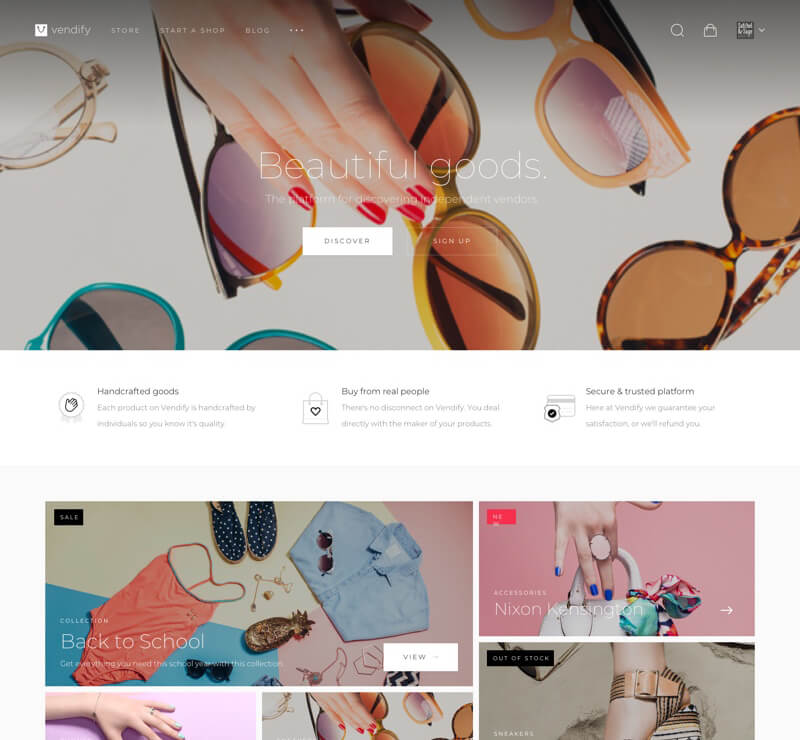 vendify
STORE
START A SHOP
BLOG
Beautiful goods.
The platform for discovering independent vendors.
DISCOVER
SIGN UP
Handcrafted goods
Each product on Vendify is handcrafted by
individuals so you know it's quality.
Buy from real people
There's no disconnect on Vendify. You deal
directly with the maker of your products.
Secure & trusted platform
Here at Vendify we guarantee your
satisfaction, or we'll refund you.
SALE
COLLECTION
Back to School
Get everything you need this school year with this collection.
VIEW →
NE
W
ACCESSORIES
Nixon Kensington
OUT OF STOCK
SNEAKERS